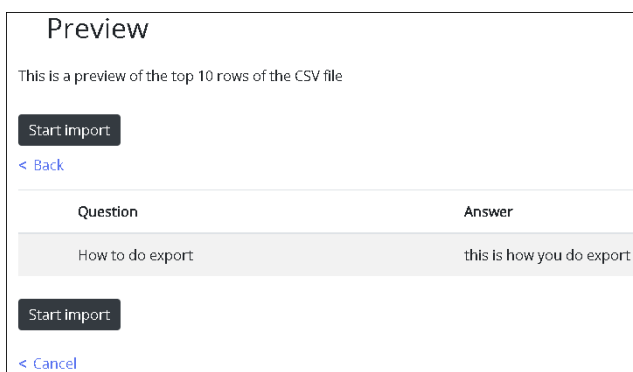 Preview
This is a preview of the top 10 rows of the CSV file
Start import
< Back
Question Answer
How to do export this is how you do export
Start import
< Cancel